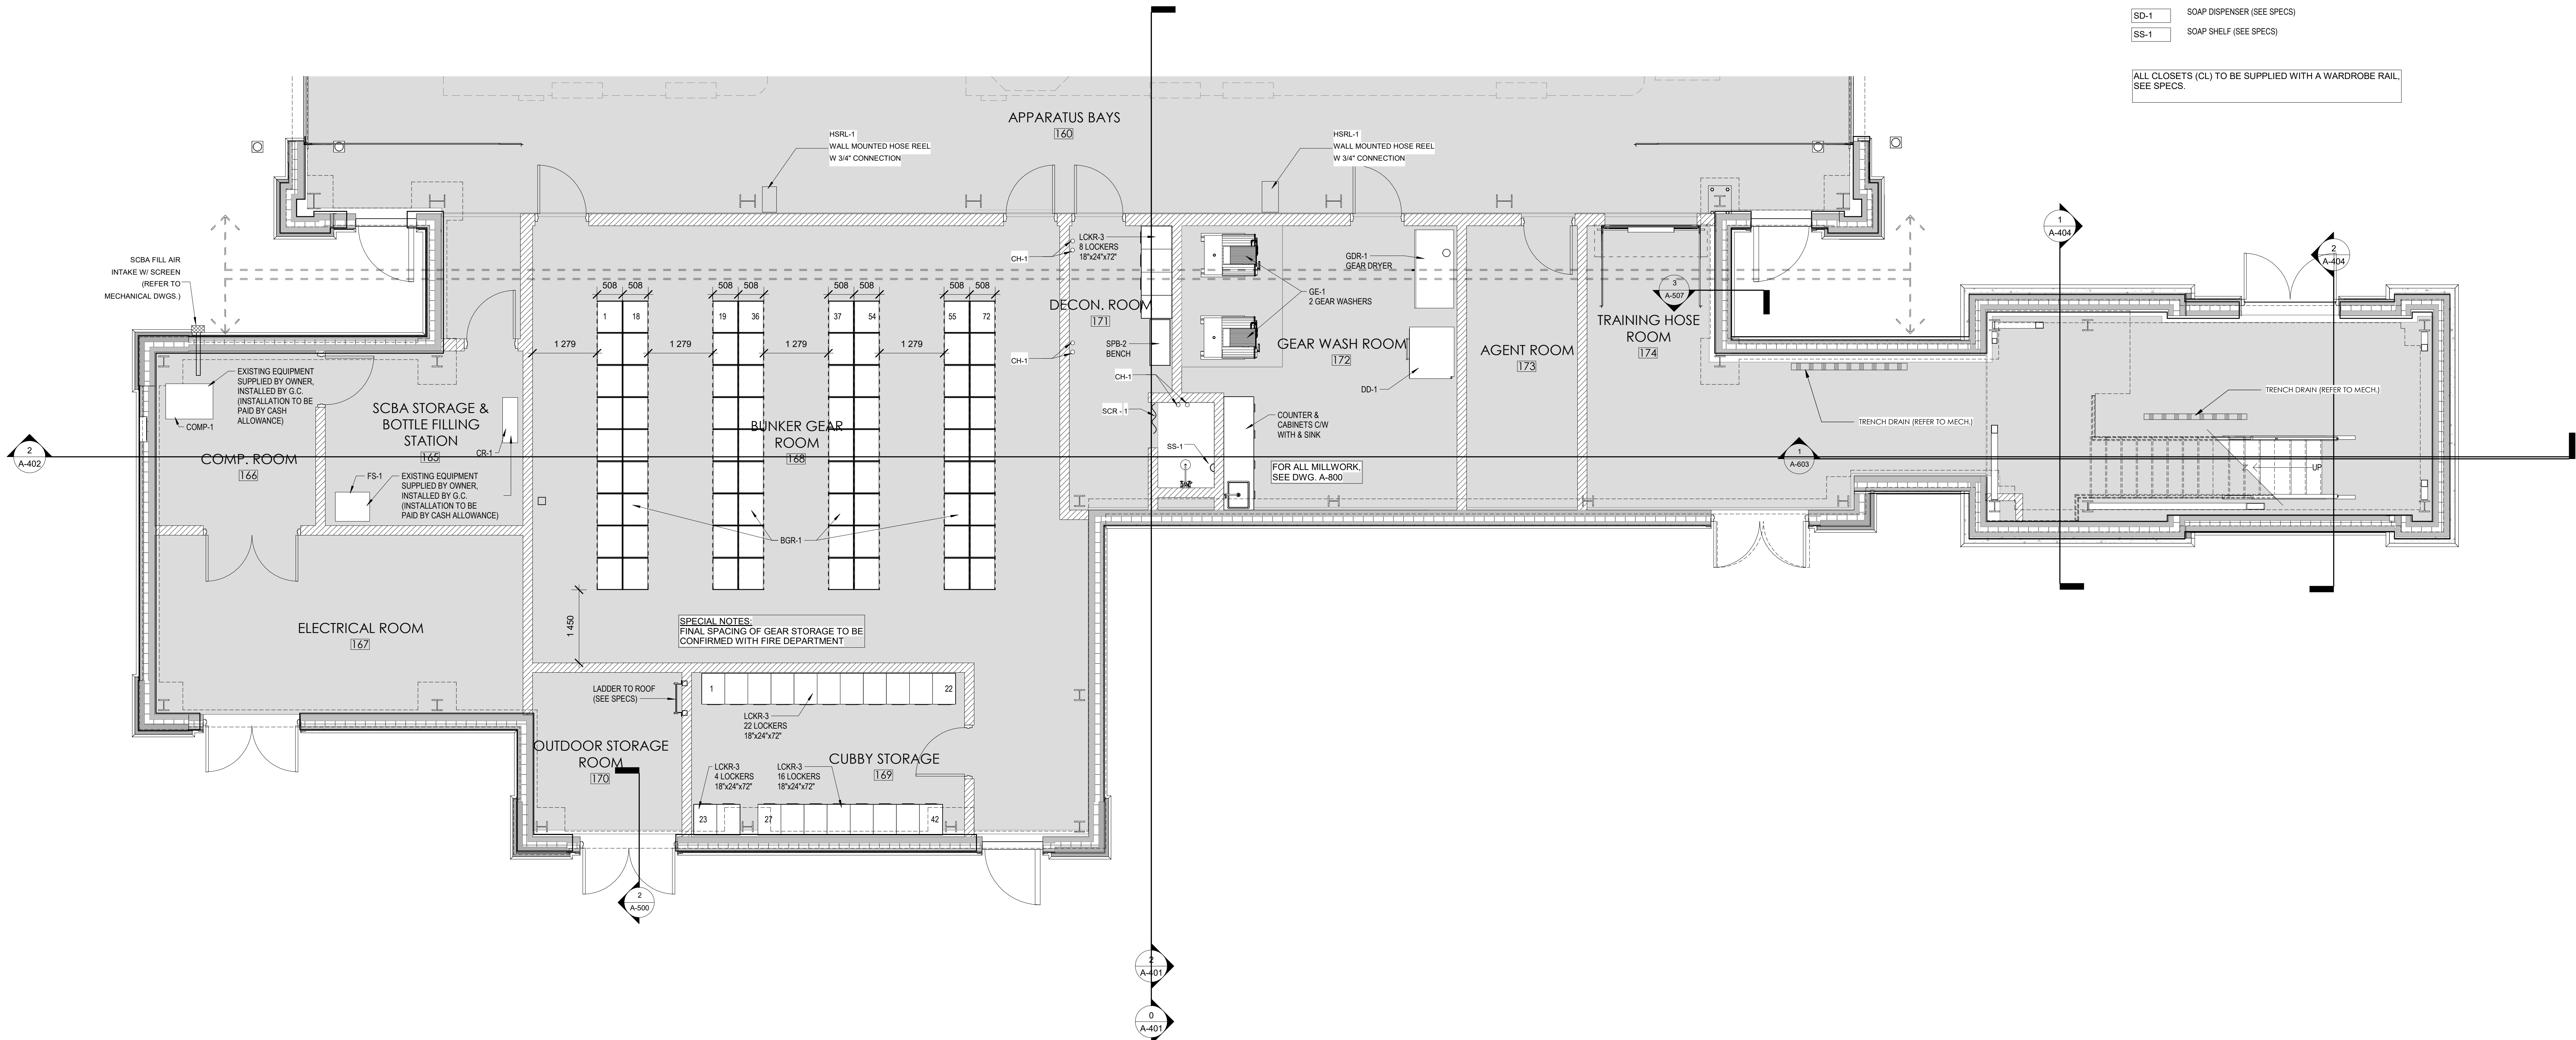 SD-1
SOAP DISPENSER (SEE SPECS)
SS-1
SOAP SHELF (SEE SPECS)
ALL CLOSETS (CL) TO BE SUPPLIED WITH A WARDROBE RAIL,
SEE SPECS.
APPARATUS BAYS
160
HSRL-1
WALL MOUNTED HOSE REEL
W 3/4" CONNECTION
HSRL-1
WALL MOUNTED HOSE REEL
W 3/4" CONNECTION
SCBA FILL AIR
INTAKE W/ SCREEN
(REFER TO
MECHANICAL DWGS.)
EXISTING EQUIPMENT
SUPPLIED BY OWNER,
INSTALLED BY G.C.
(INSTALLATION TO BE
PAID BY CASH
ALLOWANCE)
COMP-1
COMP. ROOM
166
SCBA STORAGE &
BOTTLE FILLING
STATION
165
CR-1
FS-1
EXISTING EQUIPMENT
SUPPLIED BY OWNER,
INSTALLED BY G.C.
(INSTALLATION TO BE
PAID BY CASH ALLOWANCE)
2
A-402
ELECTRICAL ROOM
167
508
508
508
508
508
508
508
508
1
18
19
36
37
54
55
72
1 279
1 279
1 279
1 279
BUNKER GEAR
ROOM
168
BGR-1
1 450
SPECIAL NOTES:
FINAL SPACING OF GEAR STORAGE TO BE
CONFIRMED WITH FIRE DEPARTMENT
CH-1
CH-1
LCKR-3
8 LOCKERS
18"x24"x72"
DECON. ROOM
171
SPB-2
BENCH
CH-1
SCR - 1
SS-1
GE-1
2 GEAR WASHERS
GDR-1
GEAR DRYER
GEAR WASH ROOM
172
DD-1
COUNTER &
CABINETS C/W
WITH & SINK
FOR ALL MILLWORK,
SEE DWG. A-800
AGENT ROOM
173
TRAINING HOSE
ROOM
174
3
A-507
1
A-603
1
A-404
2
A-404
TRENCH DRAIN (REFER TO MECH.)
TRENCH DRAIN (REFER TO MECH.)
UP
LADDER TO ROOF
(SEE SPECS)
OUTDOOR STORAGE
ROOM
170
1
22
LCKR-3
22 LOCKERS
18"x24"x72"
CUBBY STORAGE
169
LCKR-3
4 LOCKERS
18"x24"x72"
LCKR-3
16 LOCKERS
18"x24"x72"
23
27
42
2
A-500
2
A-401
0
A-401